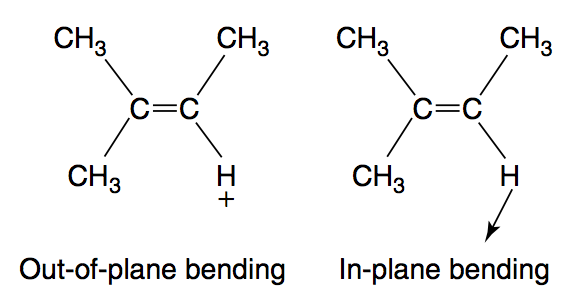 CH3 CH3 CH3 CH3
C=C C=C
CH3 H CH3 H
+
Out-of-plane bending In-plane bending